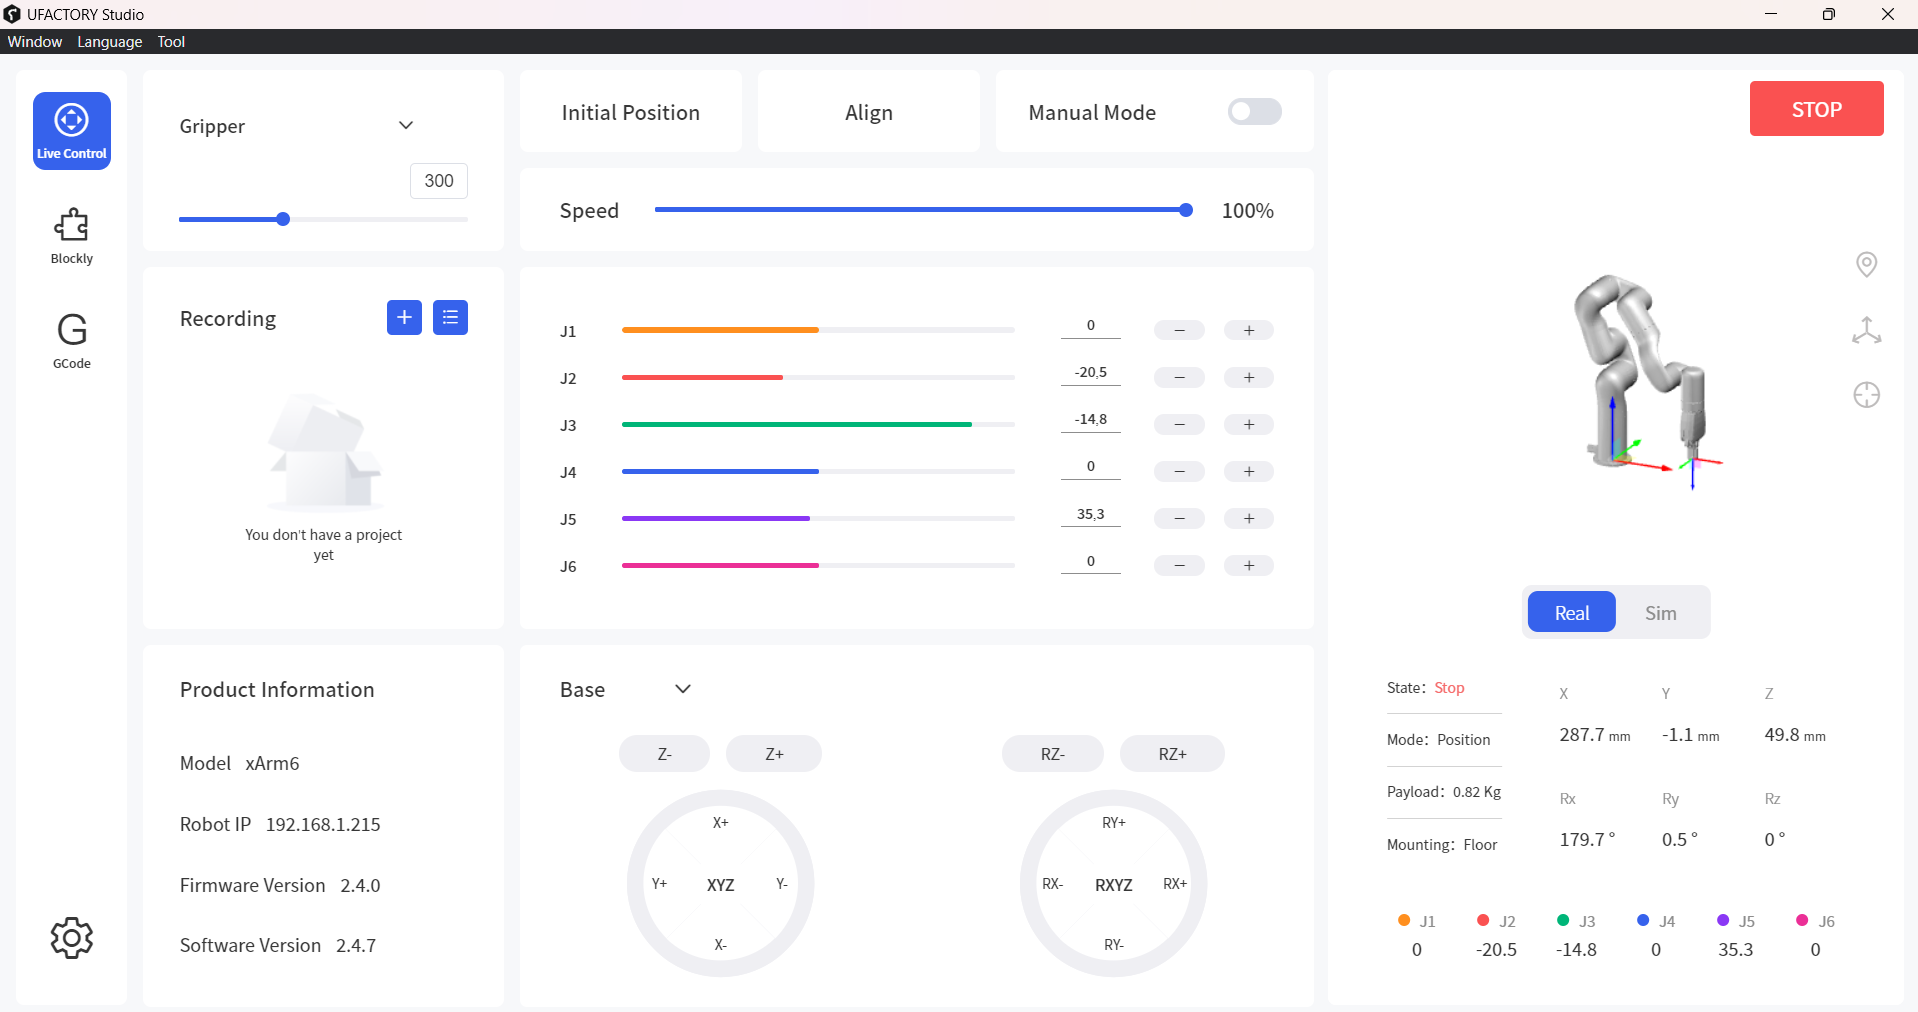 UFACTORY Studio
Window Language Tool
Live Control
Blockly
G
GCode
Gripper
300
Recording
+
You don't have a project
yet
Product Information
Model xArm6
Robot IP 192.168.1.215
Firmware Version 2.4.0
Software Version 2.4.7
Initial Position
Align
Manual Mode
Speed 100%
J1 0 − +
J2 -20,5 − +
J3 -14,8 − +
J4 0 − +
J5 35,3 − +
J6 0 − +
Base
Z- Z+
X+
Y+ XYZ Y-
X-
RZ- RZ+
RY+
RX- RXYZ RX+
RY-
STOP
Real Sim
State: Stop
Mode: Position
Payload: 0.82 Kg
Mounting: Floor
X Y Z
287.7 mm -1.1 mm 49.8 mm
Rx Ry Rz
179.7 ° 0.5 ° 0 °
J1 J2 J3 J4 J5 J6
0 -20.5 -14.8 0 35.3 0